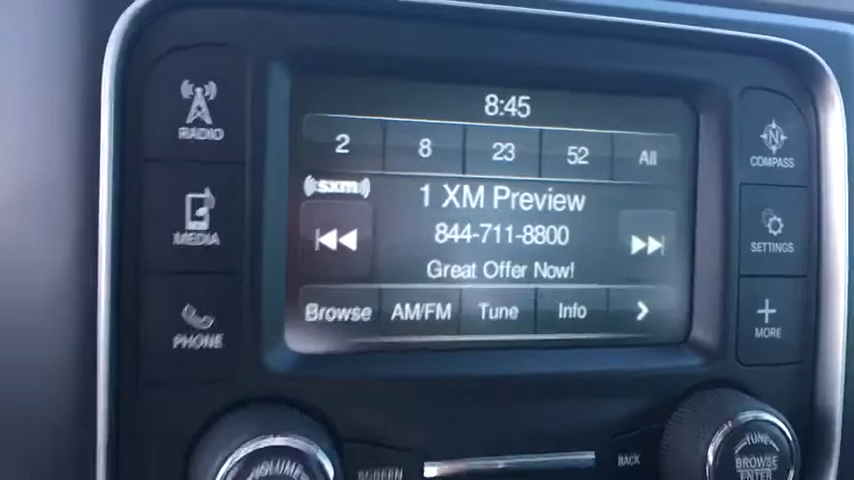 8:45
RADIO
2 8 23 52 All
N
COMPASS
sxm
1 XM Preview
MEDIA
844-711-8800
SETTINGS
Great Offer Now!
PHONE
Browse AM/FM Tune Info
MORE
SCREEN
BACK
VOLUME
TUNE
BROWSE
ENTER